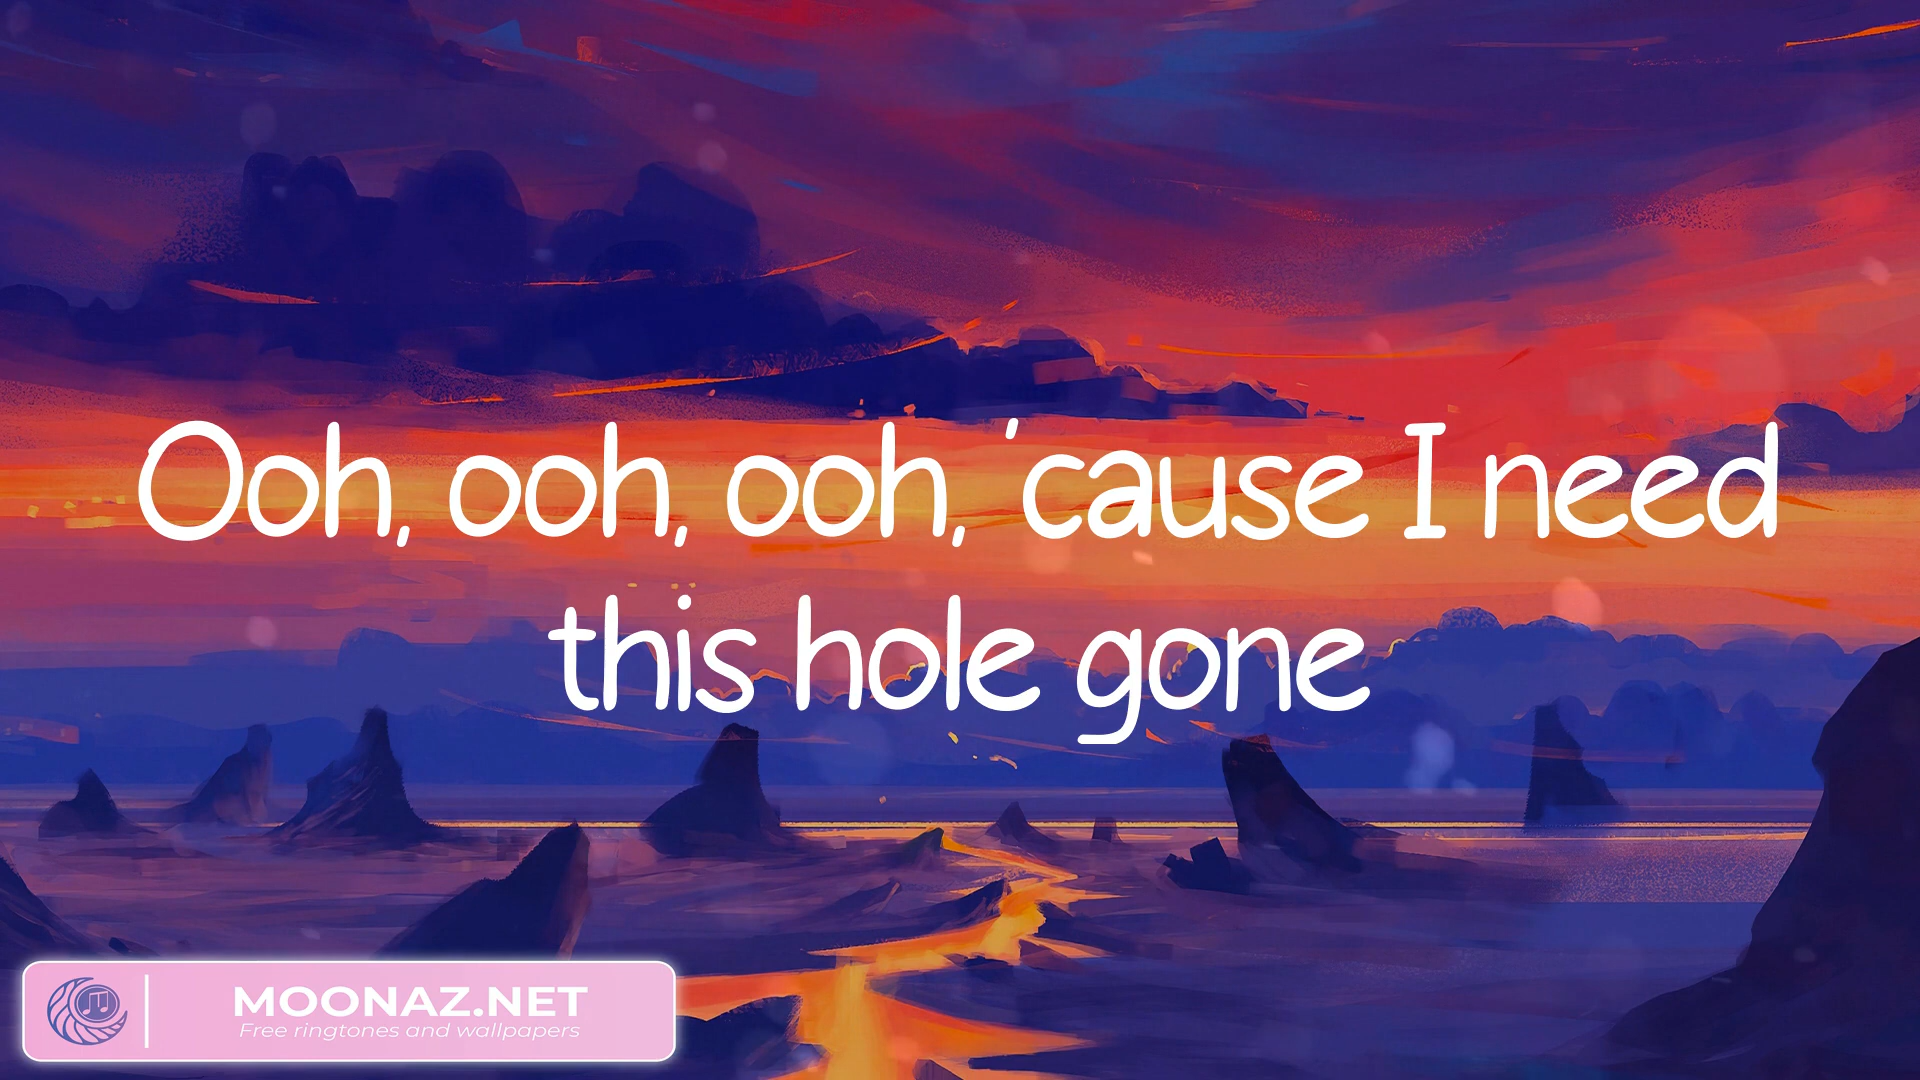 Ooh, ooh, ooh, 'cause I need
this hole gone
MOONAZ.NET
Free ringtones and wallpapers